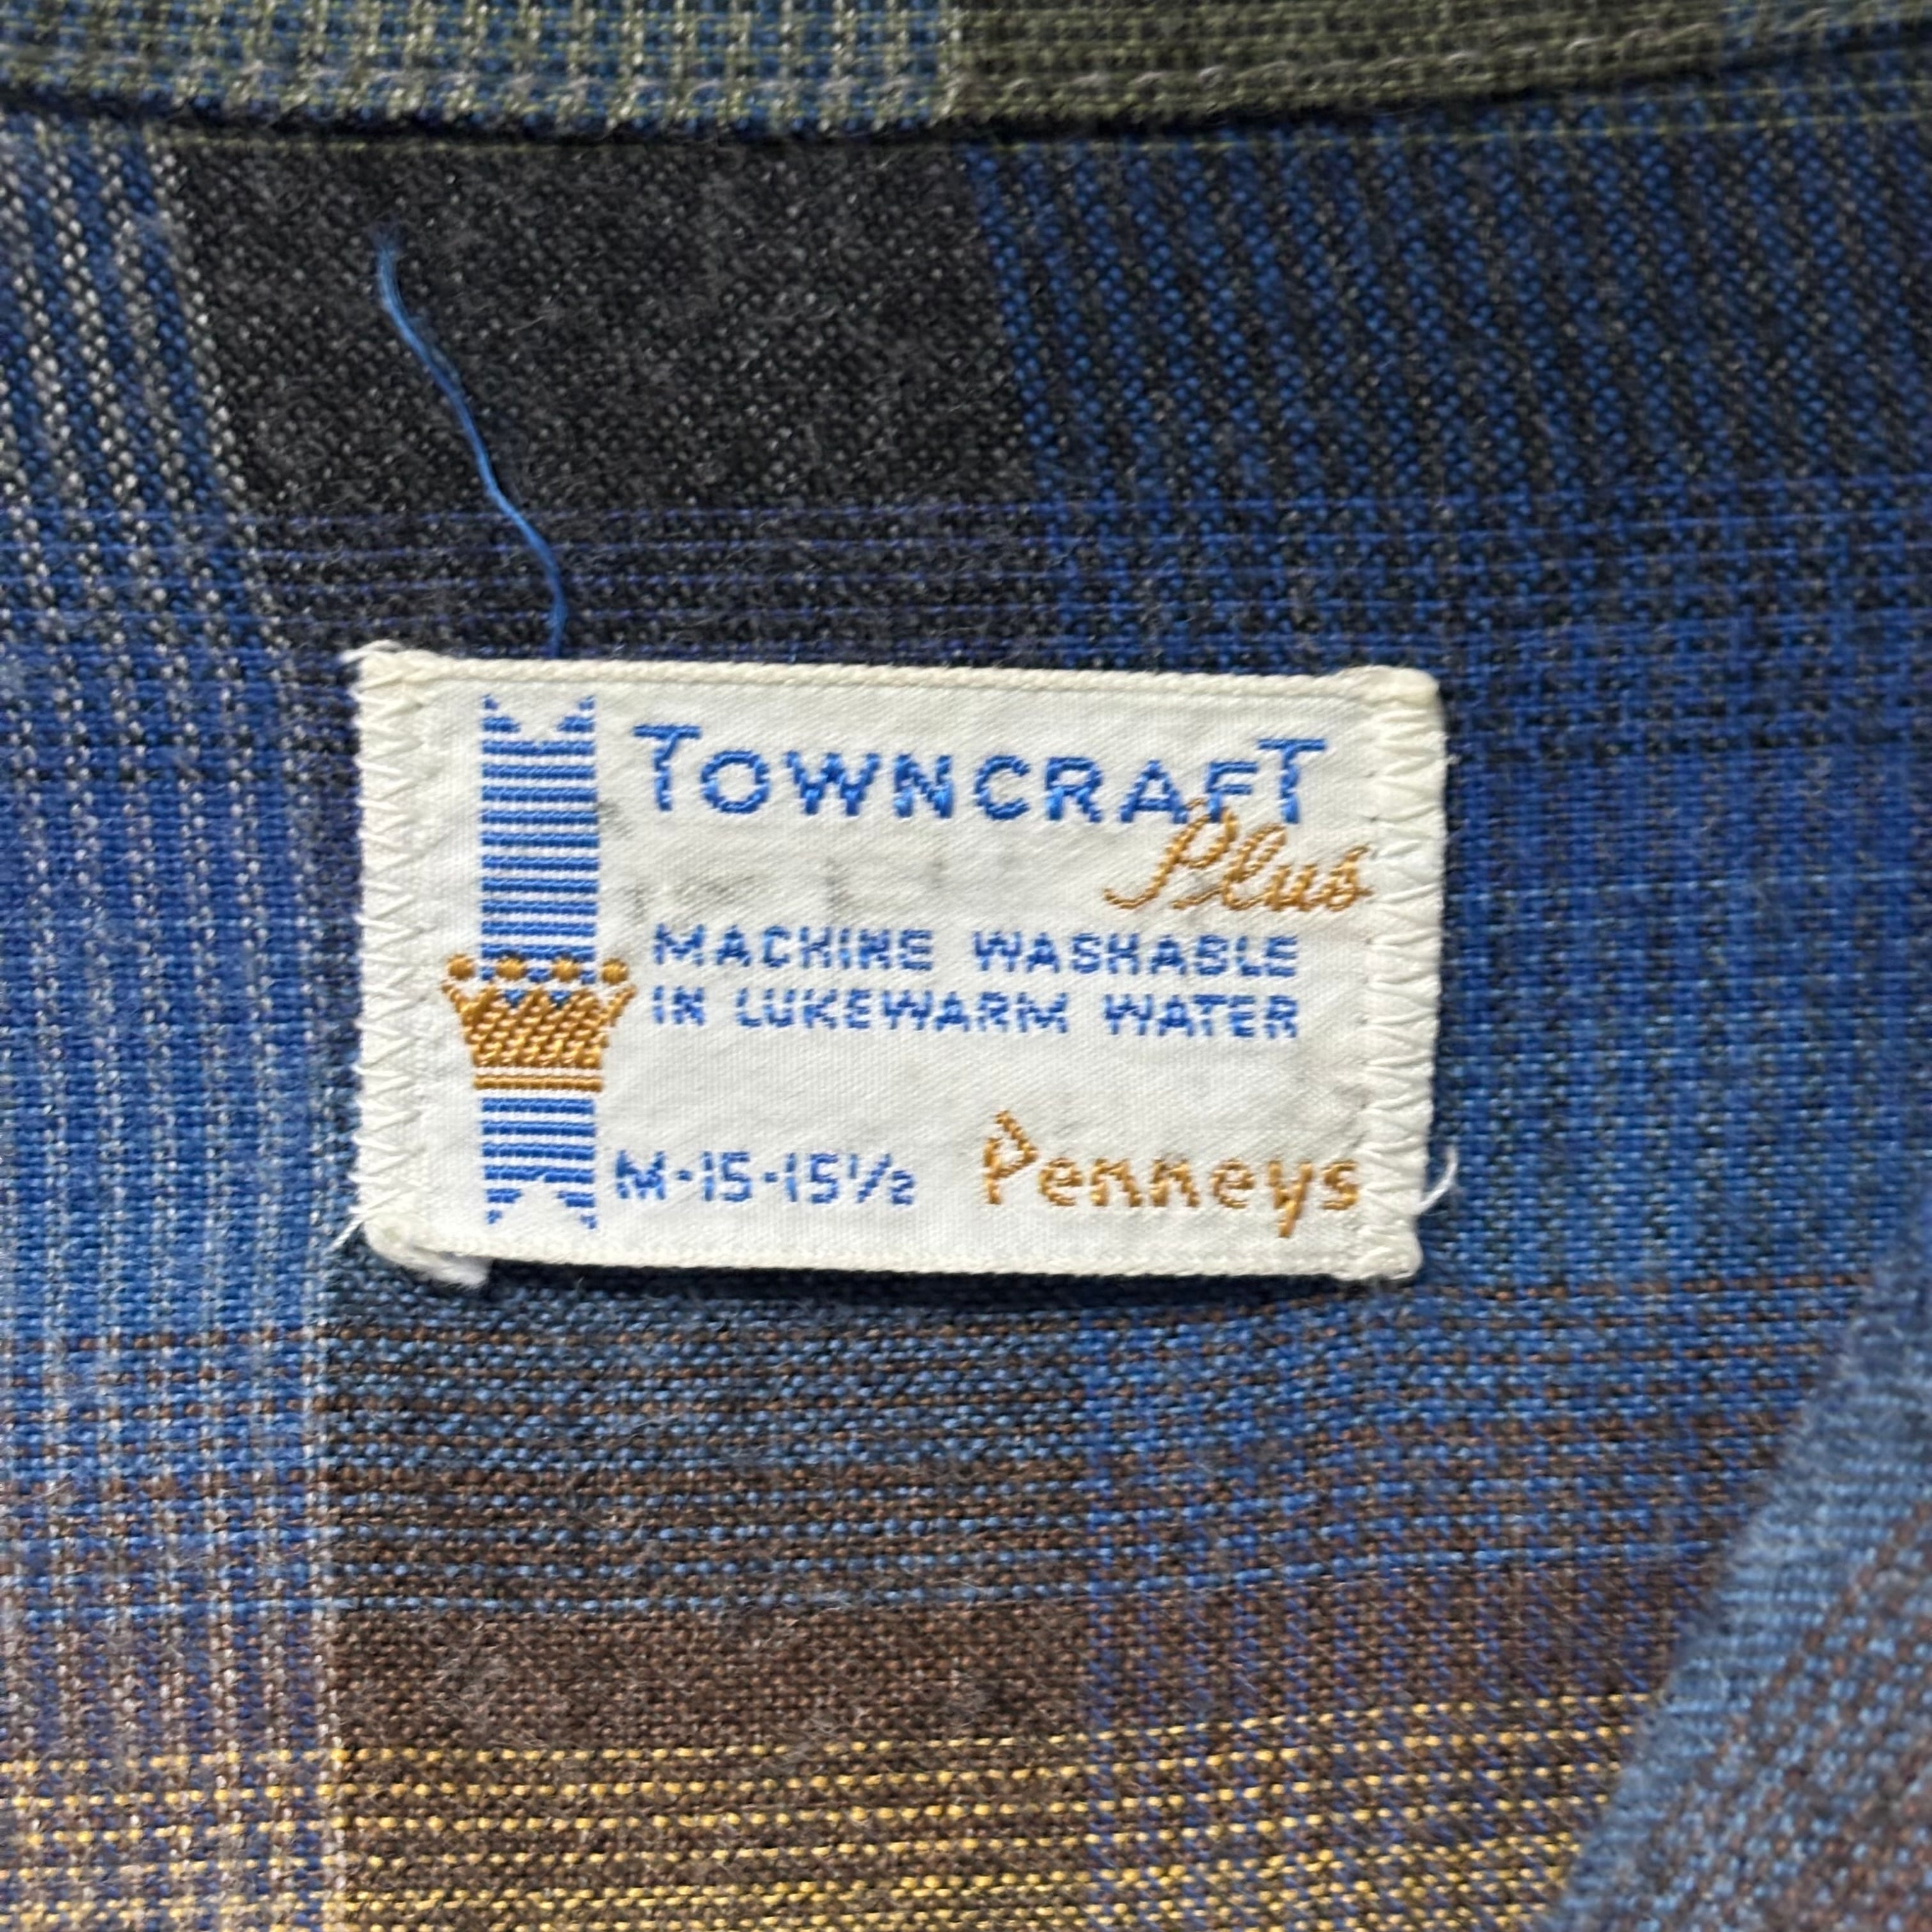 TOWNCRAFT
Plus
MACHINE WASHABLE
IN LUKEWARM WATER
M-15-15½ Penneys